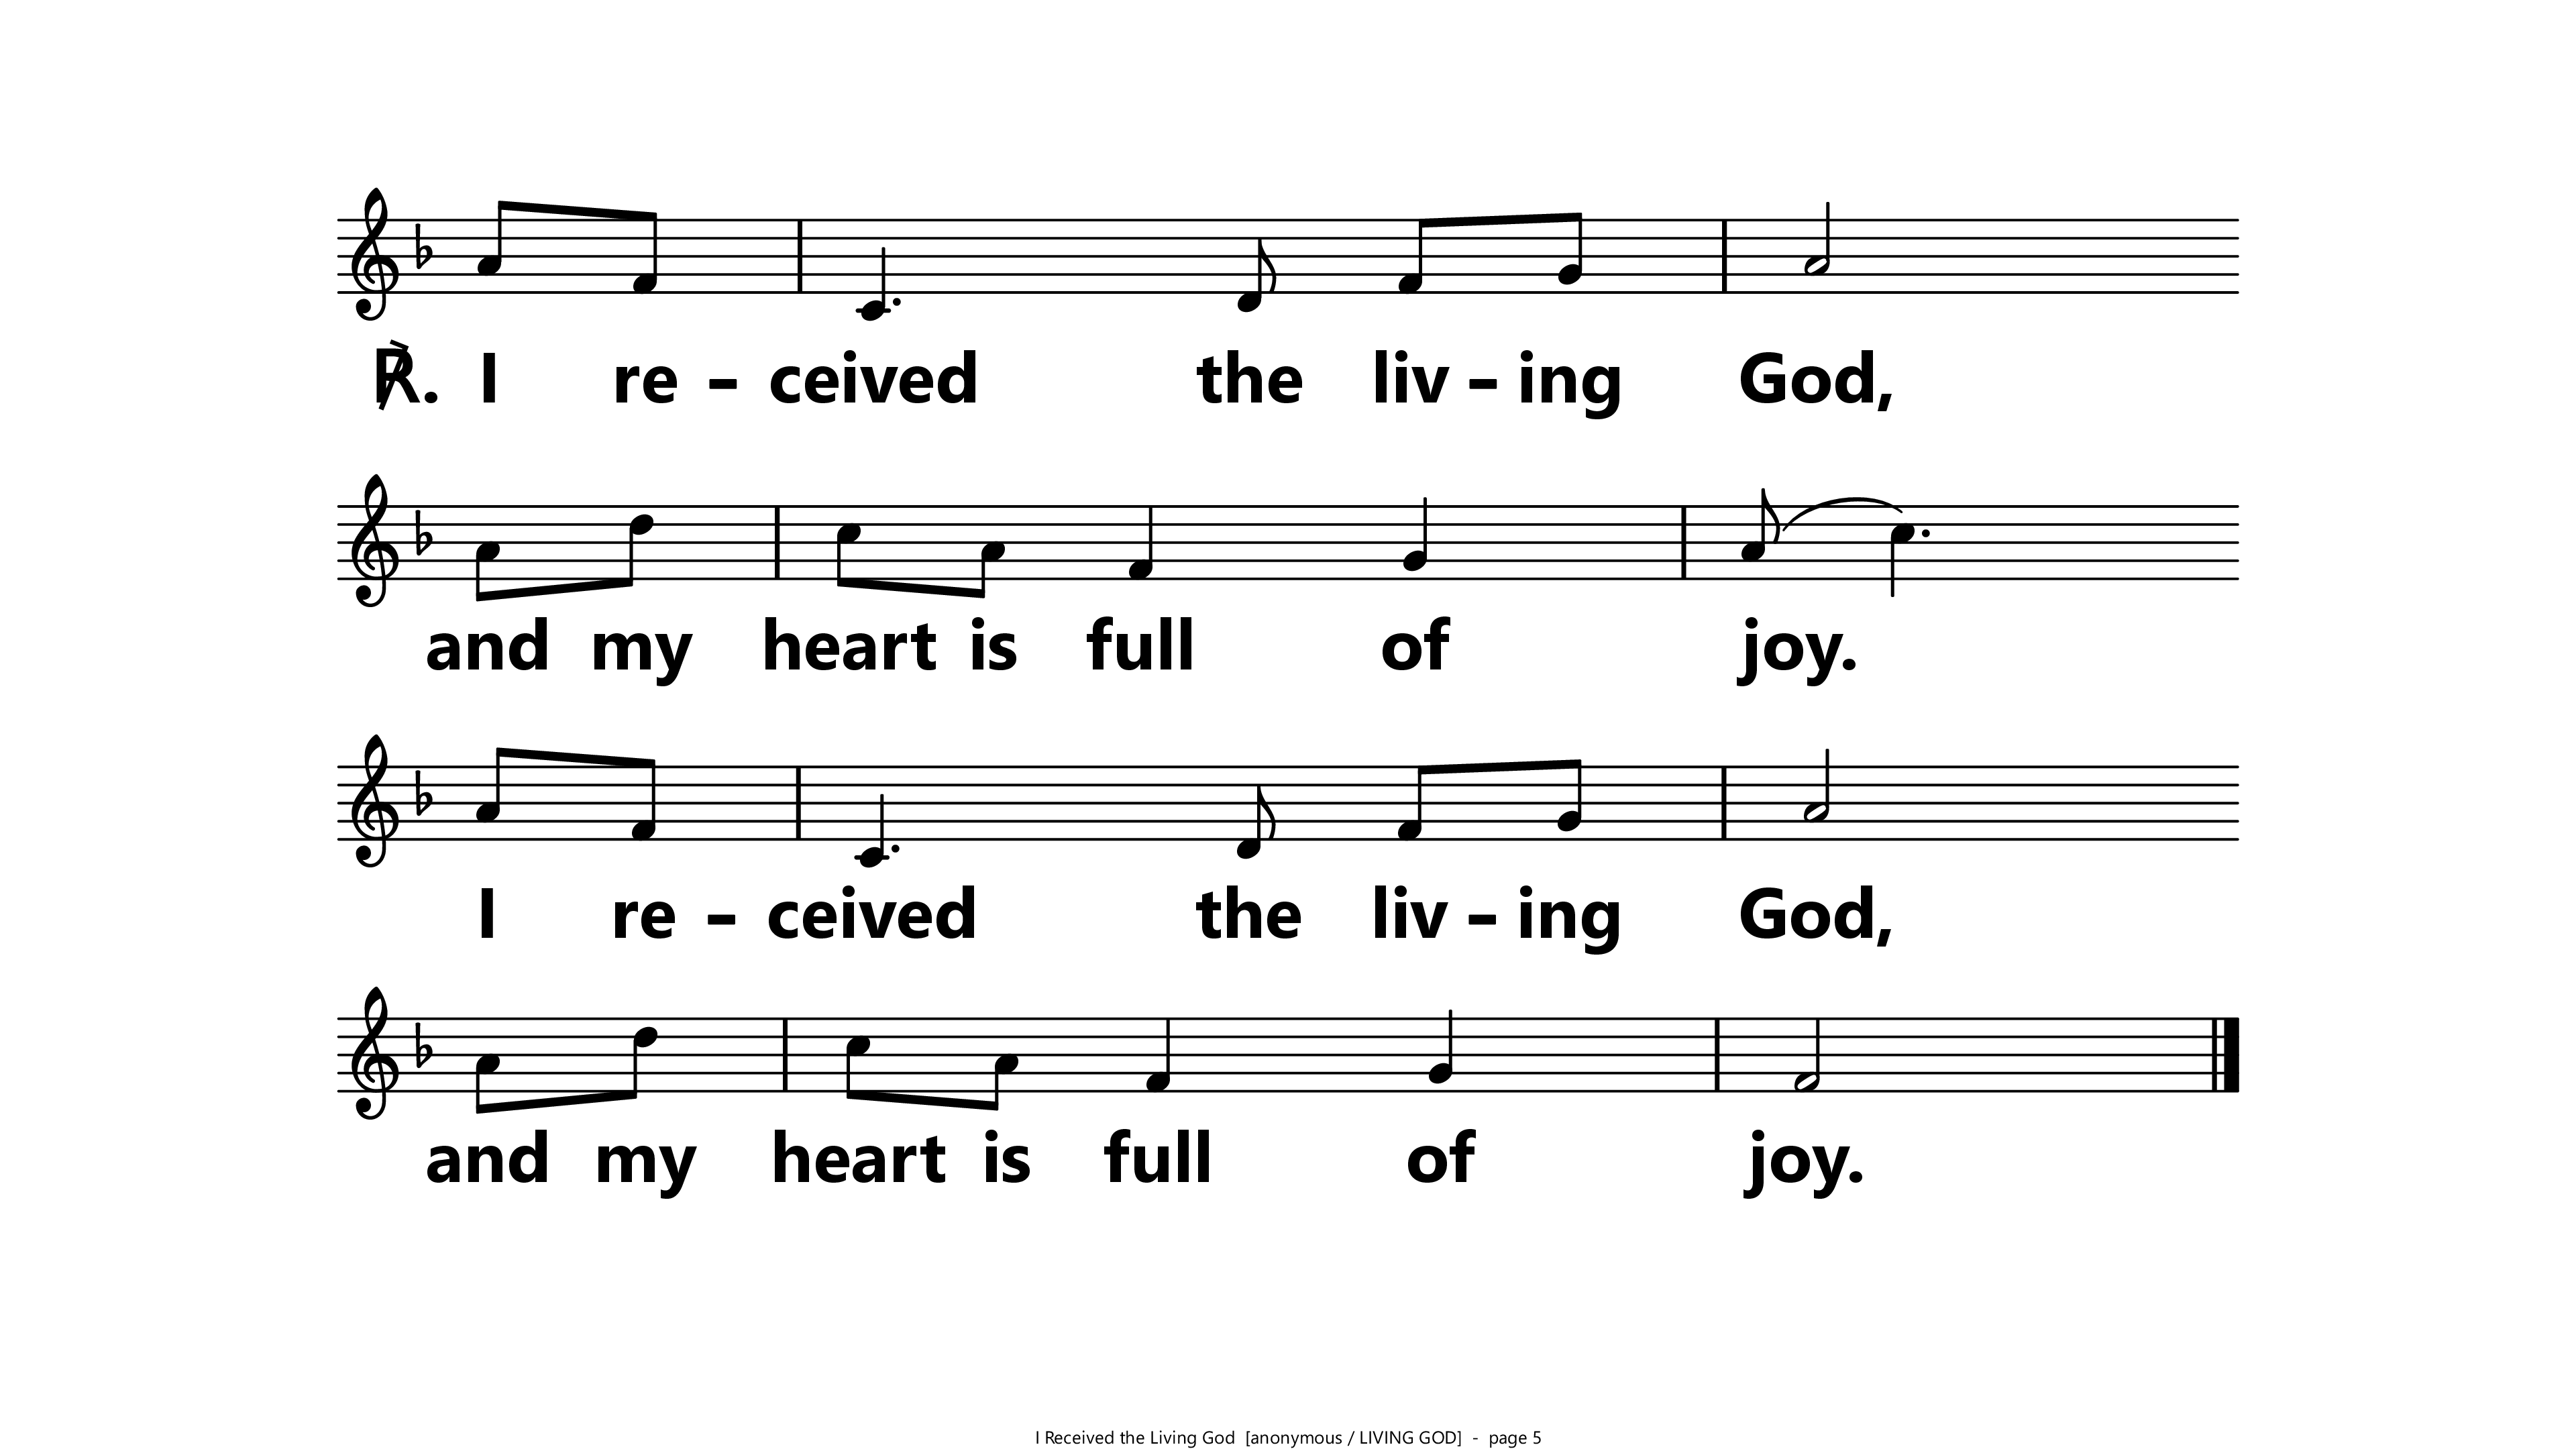 ℟. I re – ceived the liv – ing God,
and my heart is full of joy.
I re – ceived the liv – ing God,
and my heart is full of joy.
I Received the Living God [anonymous / LIVING GOD] - page 5